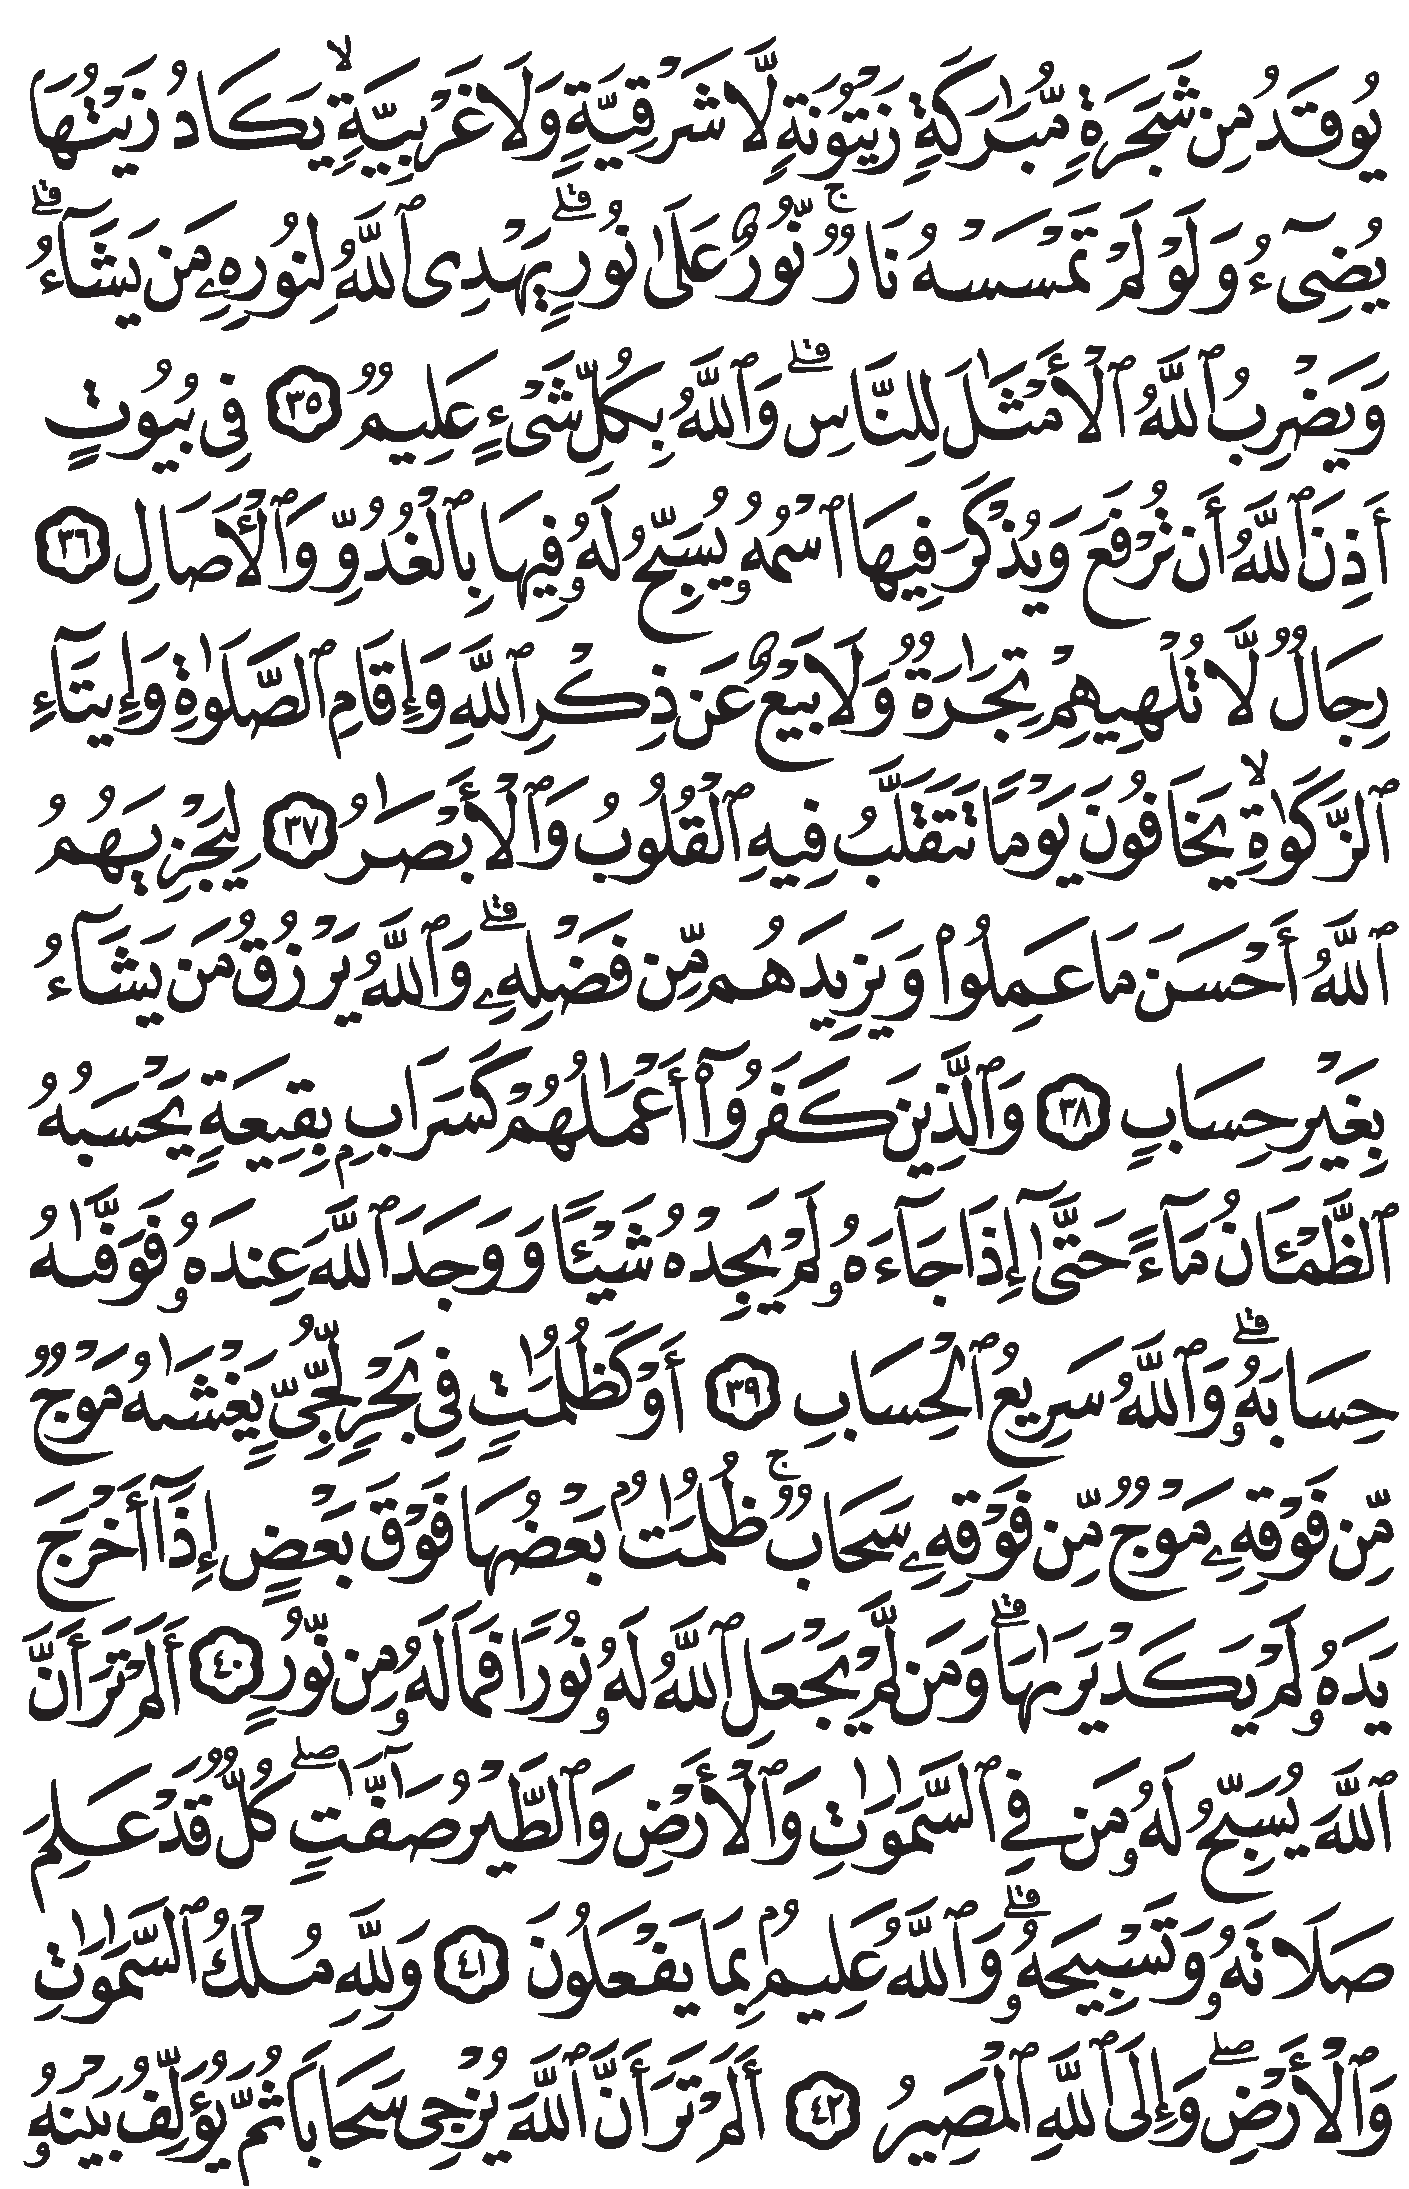 يُوقَدُ مِن شَجَرَةٍ مُّبَٰرَكَةٍ زَيْتُونَةٍ لَّا شَرْقِيَّةٍ وَلَا غَرْبِيَّةٍ ۙ يَكَادُ زَيْتُهَا
يُضِىٓءُ وَلَوْ لَمْ تَمْسَسْهُ نَارٌ ۚ نُّورٌ عَلَىٰ نُورٍ ۗ يَهْدِى ٱللَّهُ لِنُورِهِۦ مَن يَشَآءُ ۗ
وَيَضْرِبُ ٱللَّهُ ٱلْأَمْثَٰلَ لِلنَّاسِ ۗ وَٱللَّهُ بِكُلِّ شَىْءٍ عَلِيمٌ ٣٥ فِى بُيُوتٍ
أَذِنَ ٱللَّهُ أَن تُرْفَعَ وَيُذْكَرَ فِيهَا ٱسْمُهُۥ يُسَبِّحُ لَهُۥ فِيهَا بِٱلْغُدُوِّ وَٱلْءَاصَالِ ٣٦
رِجَالٌ لَّا تُلْهِيهِمْ تِجَٰرَةٌ وَلَا بَيْعٌ عَن ذِكْرِ ٱللَّهِ وَإِقَامِ ٱلصَّلَوٰةِ وَإِيتَآءِ
ٱلزَّكَوٰةِ ۙ يَخَافُونَ يَوْمًا تَتَقَلَّبُ فِيهِ ٱلْقُلُوبُ وَٱلْأَبْصَٰرُ ٣٧ لِيَجْزِيَهُمُ
ٱللَّهُ أَحْسَنَ مَا عَمِلُوا۟ وَيَزِيدَهُم مِّن فَضْلِهِۦ ۗ وَٱللَّهُ يَرْزُقُ مَن يَشَآءُ
بِغَيْرِ حِسَابٍ ٣٨ وَٱلَّذِينَ كَفَرُوٓا۟ أَعْمَٰلُهُمْ كَسَرَابٍۭ بِقِيعَةٍ يَحْسَبُهُ
ٱلظَّمْـَٔانُ مَآءً حَتَّىٰٓ إِذَا جَآءَهُۥ لَمْ يَجِدْهُ شَيْـًٔا وَوَجَدَ ٱللَّهَ عِندَهُۥ فَوَفَّىٰهُ
حِسَابَهُۥ ۗ وَٱللَّهُ سَرِيعُ ٱلْحِسَابِ ٣٩ أَوْ كَظُلُمَٰتٍ فِى بَحْرٍ لُّجِّىٍّ يَغْشَىٰهُ مَوْجٌ
مِّن فَوْقِهِۦ مَوْجٌ مِّن فَوْقِهِۦ سَحَابٌ ۚ ظُلُمَٰتٌۢ بَعْضُهَا فَوْقَ بَعْضٍ إِذَآ أَخْرَجَ
يَدَهُۥ لَمْ يَكَدْ يَرَىٰهَا ۗ وَمَن لَّمْ يَجْعَلِ ٱللَّهُ لَهُۥ نُورًا فَمَا لَهُۥ مِن نُّورٍ ٤٠ أَلَمْ تَرَ أَنَّ
ٱللَّهَ يُسَبِّحُ لَهُۥ مَن فِى ٱلسَّمَٰوَٰتِ وَٱلْأَرْضِ وَٱلطَّيْرُ صَٰٓفَّٰتٍ ۖ كُلٌّ قَدْ عَلِمَ
صَلَاتَهُۥ وَتَسْبِيحَهُۥ ۗ وَٱللَّهُ عَلِيمٌۢ بِمَا يَفْعَلُونَ ٤١ وَلِلَّهِ مُلْكُ ٱلسَّمَٰوَٰتِ
وَٱلْأَرْضِ ۖ وَإِلَى ٱللَّهِ ٱلْمَصِيرُ ٤٢ أَلَمْ تَرَ أَنَّ ٱللَّهَ يُزْجِى سَحَابًا ثُمَّ يُؤَلِّفُ بَيْنَهُۥ